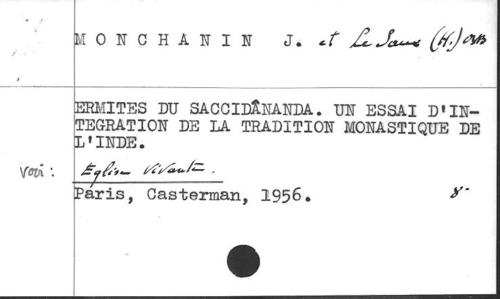 MONCHANIN J. et Le Saux (H.) OSB
ERMITES DU SACCIDÂNANDA. UN ESSAI D'IN-
TEGRATION DE LA TRADITION MONASTIQUE DE
L'INDE.
voir: Eglise Vivante.
Paris, Casterman, 1956. 8-